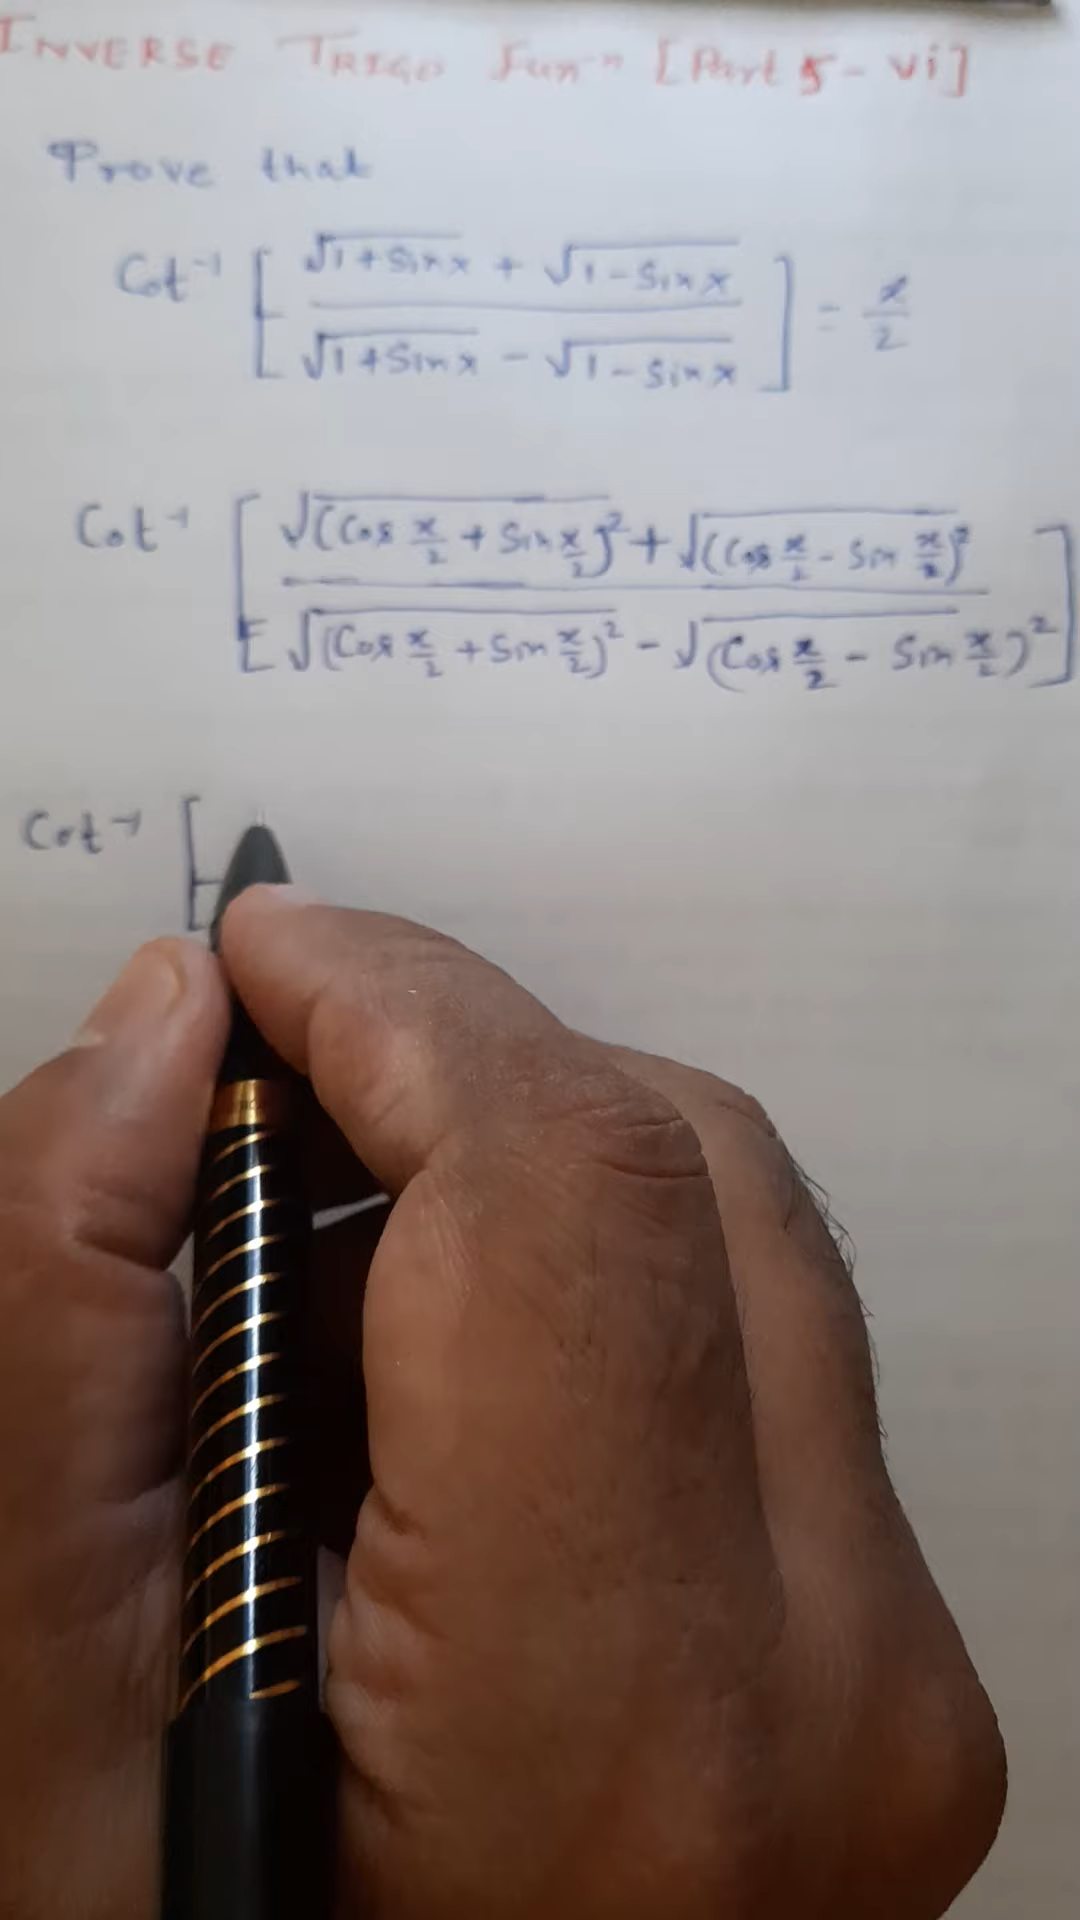 INVERSE TRIGO Funⁿ [Part 5 - vi]
Prove that
Cot⁻¹ [ (√(1+Sinx) + √(1-Sinx)) / (√(1+Sinx) - √(1-Sinx)) ] = x/2
Cot⁻¹ [ (√(Cos x/2 + Sin x/2)² + √(Cos x/2 - Sin x/2)²) / (√(Cos x/2 + Sin x/2)² - √(Cos x/2 - Sin x/2)²) ]
Cot⁻¹ [